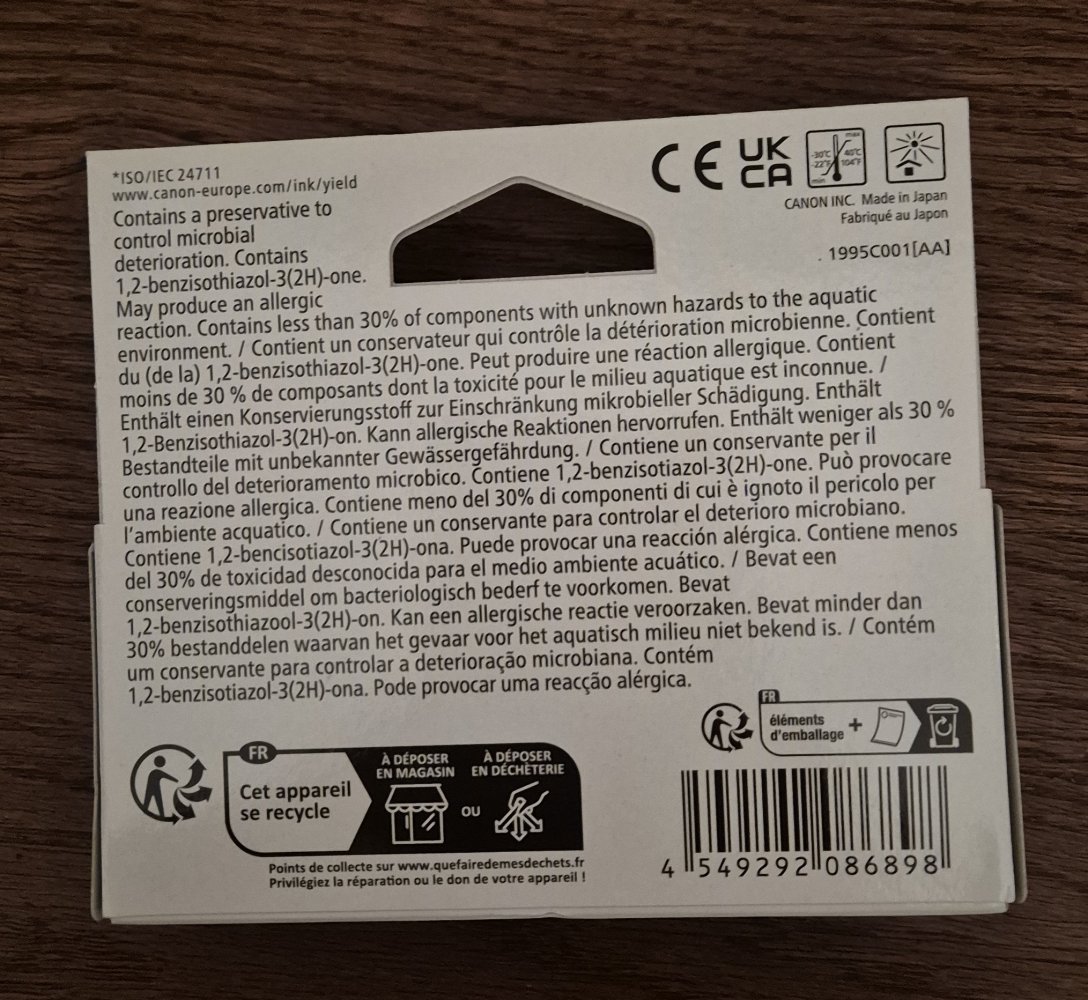 *ISO/IEC 24711
www.canon-europe.com/ink/yield
CE
UK
CA
max
-30°C
-22°F
40°C
104°F
min
CANON INC. Made in Japan
Fabriqué au Japon
1995C001[AA]
Contains a preservative to
control microbial
deterioration. Contains
1,2-benzisothiazol-3(2H)-one.
May produce an allergic
reaction. Contains less than 30% of components with unknown hazards to the aquatic
environment. / Contient un conservateur qui contrôle la détérioration microbienne. Contient
du (de la) 1,2-benzisothiazol-3(2H)-one. Peut produire une réaction allergique. Contient
moins de 30 % de composants dont la toxicité pour le milieu aquatique est inconnue. /
Enthält einen Konservierungsstoff zur Einschränkung mikrobieller Schädigung. Enthält
1,2-Benzisothiazol-3(2H)-on. Kann allergische Reaktionen hervorrufen. Enthält weniger als 30 %
Bestandteile mit unbekannter Gewässergefährdung. / Contiene un conservante per il
controllo del deterioramento microbico. Contiene 1,2-benzisotiazol-3(2H)-one. Può provocare
una reazione allergica. Contiene meno del 30% di componenti di cui è ignoto il pericolo per
l'ambiente acquatico. / Contiene un conservante para controlar el deterioro microbiano.
Contiene 1,2-bencisotiazol-3(2H)-ona. Puede provocar una reacción alérgica. Contiene menos
del 30% de toxicidad desconocida para el medio ambiente acuático. / Bevat een
conserveringsmiddel om bacteriologisch bederf te voorkomen. Bevat
1,2-benzisothiazool-3(2H)-on. Kan een allergische reactie veroorzaken. Bevat minder dan
30% bestanddelen waarvan het gevaar voor het aquatisch milieu niet bekend is. / Contém
um conservante para controlar a deterioração microbiana. Contém
1,2-benzisotiazol-3(2H)-ona. Pode provocar uma reacção alérgica.
FR
éléments
d'emballage
+
FR
Cet appareil
se recycle
À DÉPOSER
EN MAGASIN
OU
À DÉPOSER
EN DÉCHÈTERIE
Points de collecte sur www.quefairedemesdechets.fr
Privilégiez la réparation ou le don de votre appareil !
4 549292 086898